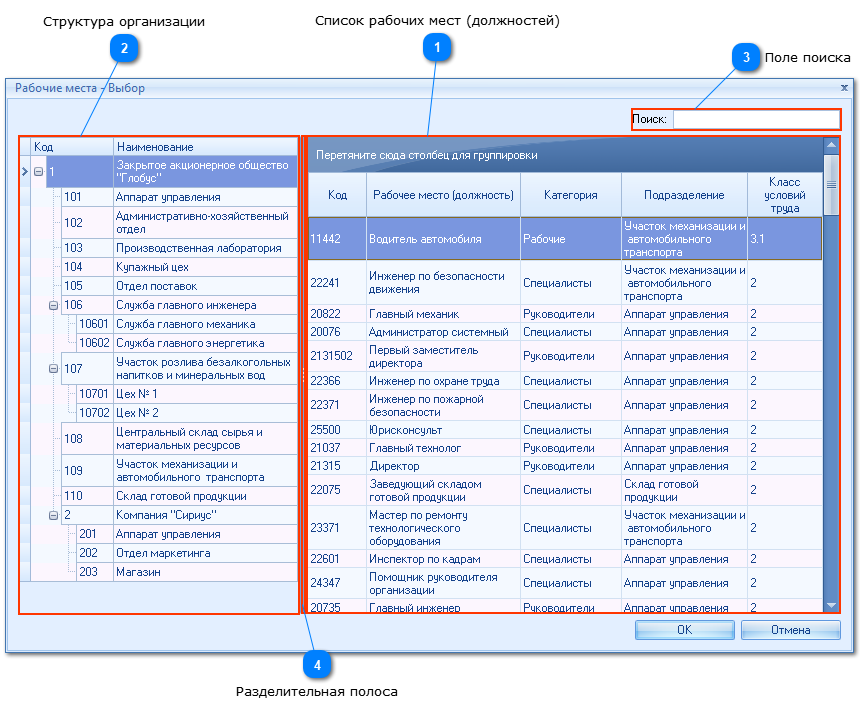 Структура организации
Список рабочих мест (должностей)
2
1
3
Поле поиска
Рабочие места - Выбор
x
Поиск:
Код Наименование
1 Закрытое акционерное общество
"Глобус"
101 Аппарат управления
102 Административно-хозяйственный
отдел
103 Производственная лаборатория
104 Купажный цех
105 Отдел поставок
106 Служба главного инженера
10601 Служба главного механика
10602 Служба главного энергетика
107 Участок розлива безалкогольных
напитков и минеральных вод
10701 Цех № 1
10702 Цех № 2
108 Центральный склад сырья и
материальных ресурсов
109 Участок механизации и
автомобильного транспорта
110 Склад готовой продукции
2 Компания "Сириус"
201 Аппарат управления
202 Отдел маркетинга
203 Магазин
Перетяните сюда столбец для группировки
Код Рабочее место (должность) Категория Подразделение Класс
условий
труда
11442 Водитель автомобиля Рабочие Участок механизации и
автомобильного
транспорта 3.1
22241 Инженер по безопасности
движения Специалисты Участок механизации и
автомобильного
транспорта 2
20822 Главный механик Руководители Аппарат управления 2
20076 Администратор системный Специалисты Аппарат управления 2
2131502 Первый заместитель
директора Руководители Аппарат управления 2
22366 Инженер по охране труда Специалисты Аппарат управления 2
22371 Инженер по пожарной
безопасности Специалисты Аппарат управления 2
25500 Юрисконсульт Специалисты Аппарат управления 2
21037 Главный технолог Руководители Аппарат управления 2
21315 Директор Руководители Аппарат управления 2
22075 Заведующий складом
готовой продукции Специалисты Склад готовой
продукции 2
23371 Мастер по ремонту
технологического
оборудования Специалисты Участок механизации и
автомобильного
транспорта 2
22601 Инспектор по кадрам Специалисты Аппарат управления 2
24347 Помощник руководителя
организации Специалисты Аппарат управления 2
20735 Главный инженер Руководители Аппарат управления 2
OK Отмена
4
Разделительная полоса